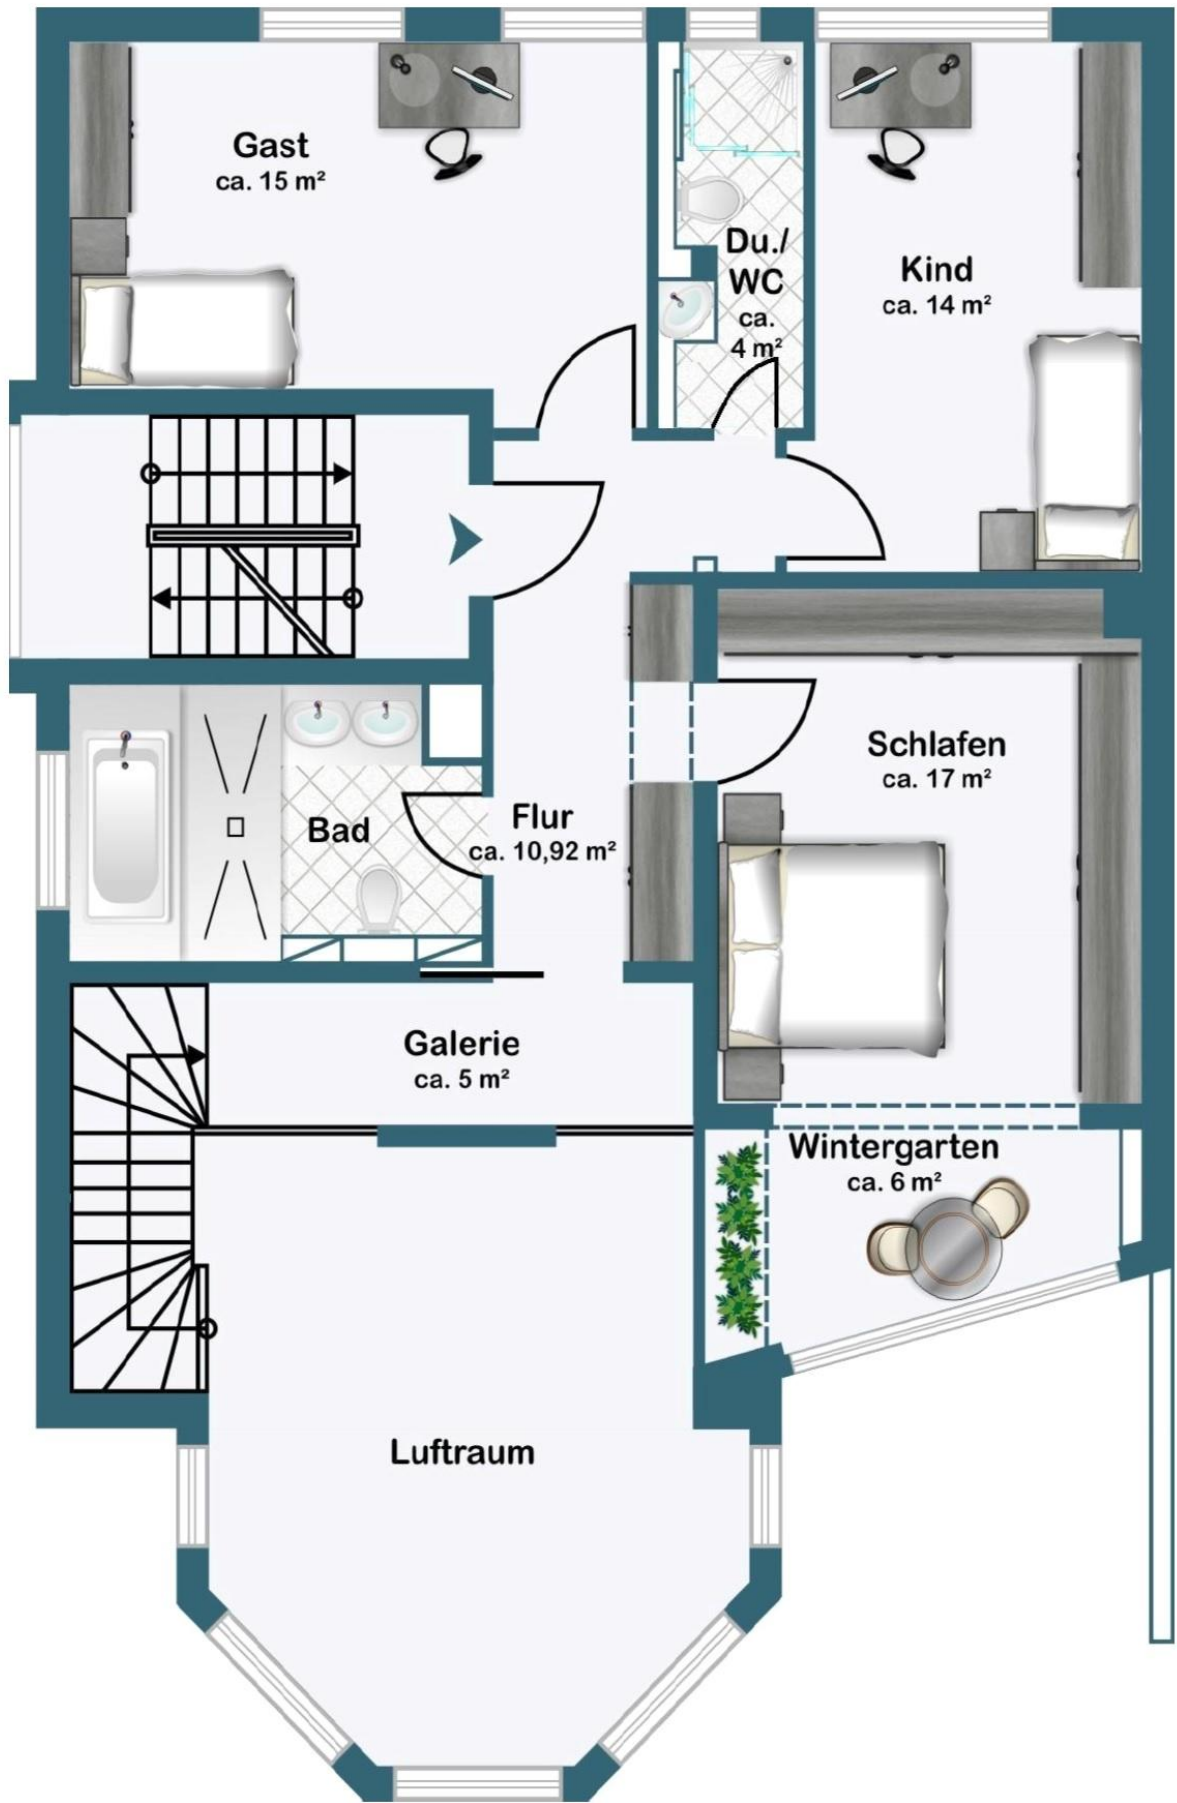 Gast
ca. 15 m²
Du./
WC
ca.
4 m²
Kind
ca. 14 m²
Schlafen
ca. 17 m²
Bad
Flur
ca. 10,92 m²
Galerie
ca. 5 m²
Wintergarten
ca. 6 m²
Luftraum